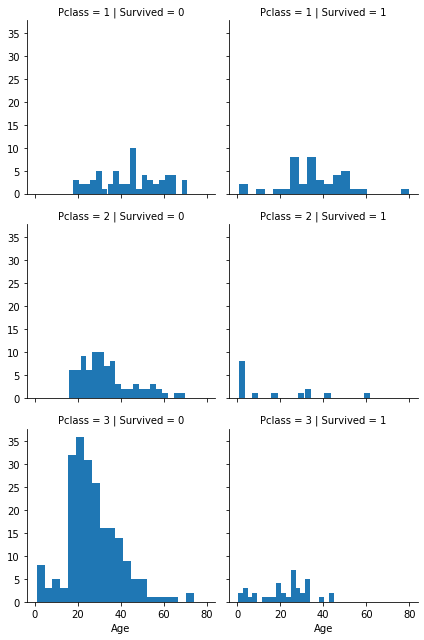 Pclass = 1 | Survived = 0
Pclass = 1 | Survived = 1
35
30
25
20
15
10
5
0
Pclass = 2 | Survived = 0
Pclass = 2 | Survived = 1
35
30
25
20
15
10
5
0
Pclass = 3 | Survived = 0
Pclass = 3 | Survived = 1
35
30
25
20
15
10
5
0
0 20 40 60 80
0 20 40 60 80
Age
Age